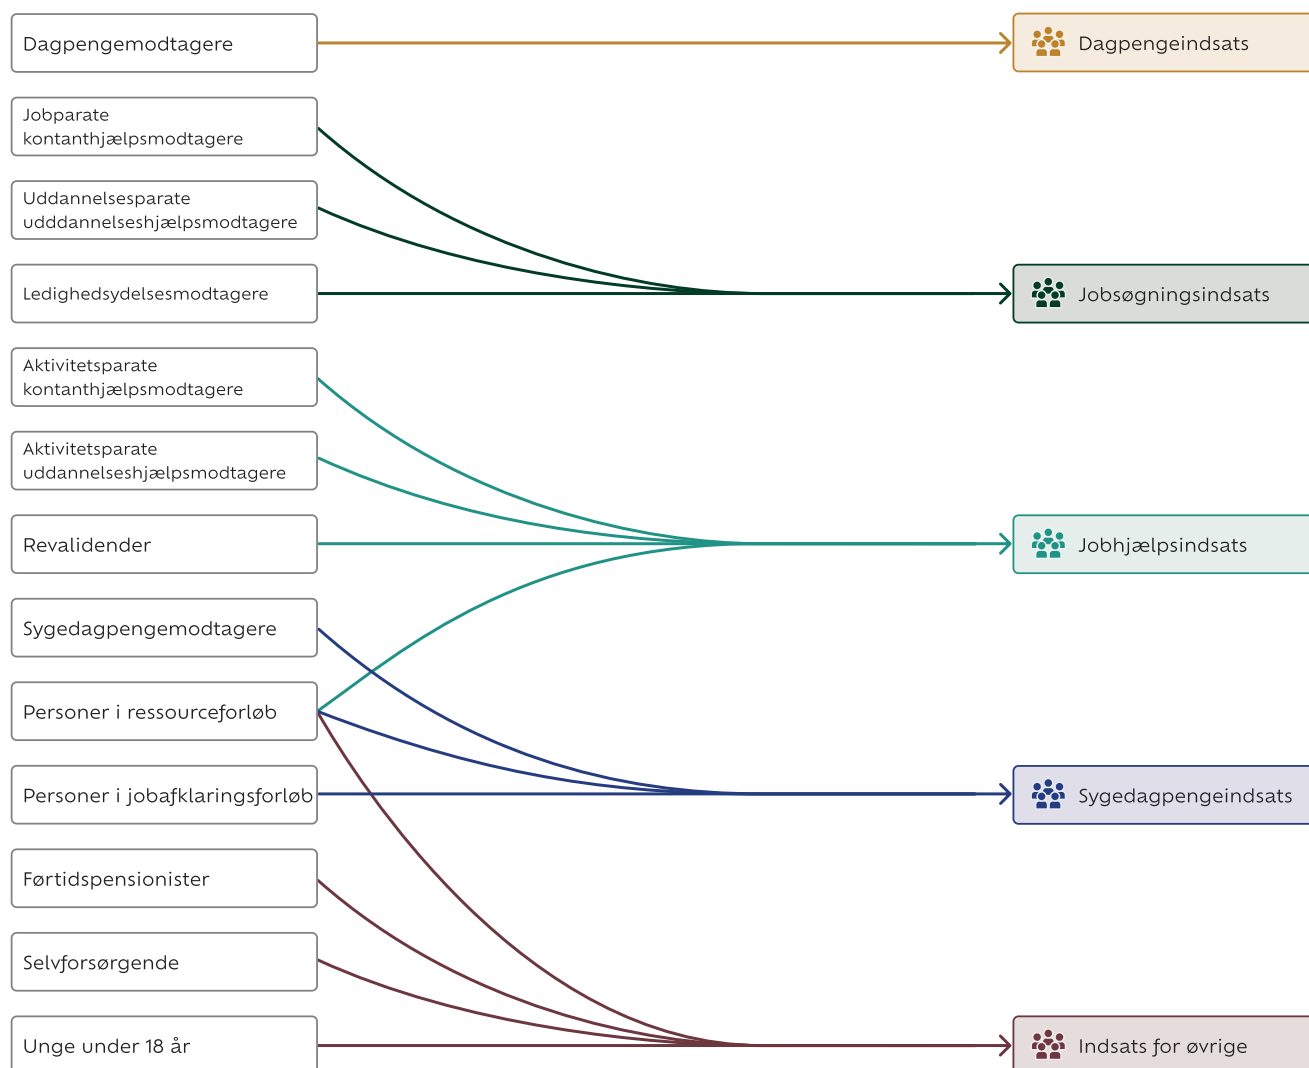 Dagpengemodtagere
Dagpengeindsats
Jobparate
kontanthjælpsmodtagere
Uddannelsesparate
udddannelseshjælpsmodtagere
Ledighedsydelsesmodtagere
Jobsøgningsindsats
Aktivitetsparate
kontanthjælpsmodtagere
Aktivitetsparate
uddannelseshjælpsmodtagere
Revalidender
Jobhjælpsindsats
Sygedagpengemodtagere
Personer i ressourceforløb
Personer i jobafklaringsforløb
Sygedagpengeindsats
Førtidspensionister
Selvforsørgende
Unge under 18 år
Indsats for øvrige